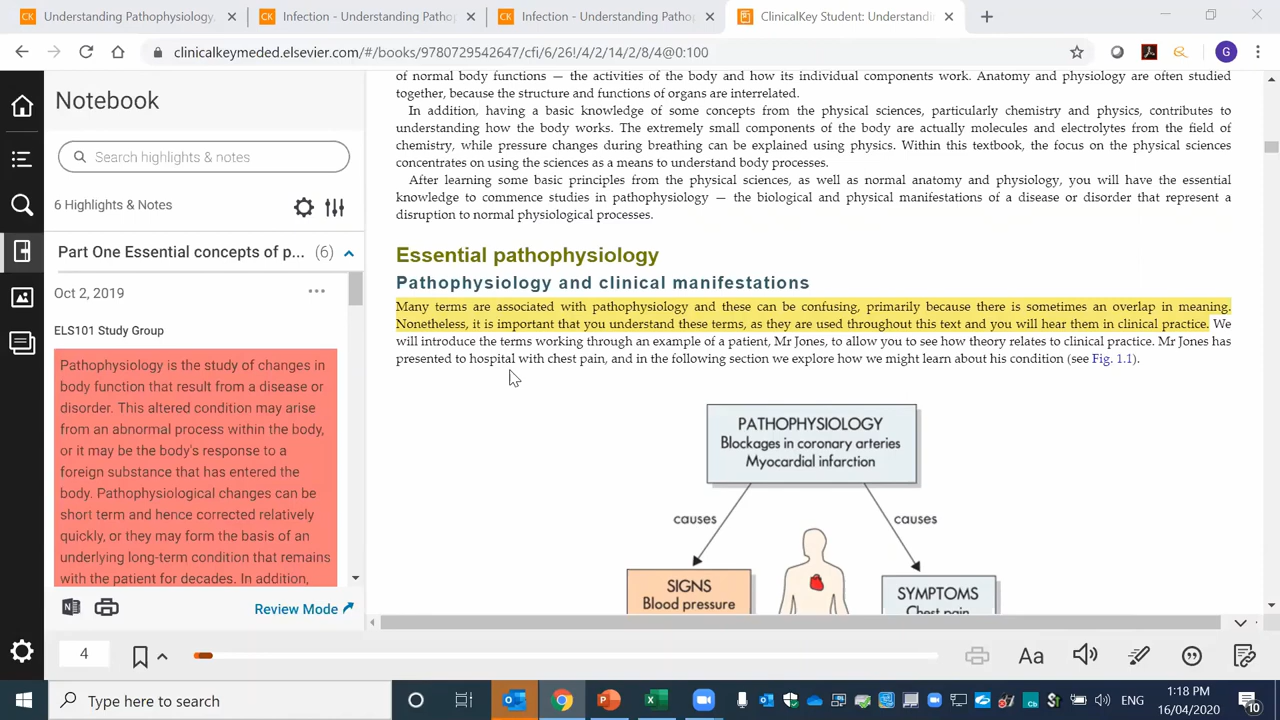 Understanding Pathophysiology,
Infection - Understanding Pathop
Infection - Understanding Pathop
ClinicalKey Student: Understandi
clinicalkeymeded.elsevier.com/#/books/9780729542647/cfi/6/26!/4/2/14/2/8/4@0:100
G
Notebook
Search highlights & notes
6 Highlights & Notes
Part One Essential concepts of p... (6)
Oct 2, 2019
ELS101 Study Group
Pathophysiology is the study of changes in
body function that result from a disease or
disorder. This altered condition may arise
from an abnormal process within the body,
or it may be the body's response to a
foreign substance that has entered the
body. Pathophysiological changes can be
short term and hence corrected relatively
quickly, or they may form the basis of an
underlying long-term condition that remains
with the patient for decades. In addition,
Review Mode
of normal body functions — the activities of the body and how its individual components work. Anatomy and physiology are often studied
together, because the structure and functions of organs are interrelated.
In addition, having a basic knowledge of some concepts from the physical sciences, particularly chemistry and physics, contributes to
understanding how the body works. The extremely small components of the body are actually molecules and electrolytes from the field of
chemistry, while pressure changes during breathing can be explained using physics. Within this textbook, the focus on the physical sciences
concentrates on using the sciences as a means to understand body processes.
After learning some basic principles from the physical sciences, as well as normal anatomy and physiology, you will have the essential
knowledge to commence studies in pathophysiology — the biological and physical manifestations of a disease or disorder that represent a
disruption to normal physiological processes.
Essential pathophysiology
Pathophysiology and clinical manifestations
Many terms are associated with pathophysiology and these can be confusing, primarily because there is sometimes an overlap in meaning.
Nonetheless, it is important that you understand these terms, as they are used throughout this text and you will hear them in clinical practice. We
will introduce the terms working through an example of a patient, Mr Jones, to allow you to see how theory relates to clinical practice. Mr Jones has
presented to hospital with chest pain, and in the following section we explore how we might learn about his condition (see Fig. 1.1).
PATHOPHYSIOLOGY
Blockages in coronary arteries
Myocardial infarction
causes
causes
SIGNS
Blood pressure
SYMPTOMS
Chest pain
4
Aa
Type here to search
ENG
1:18 PM
16/04/2020
10